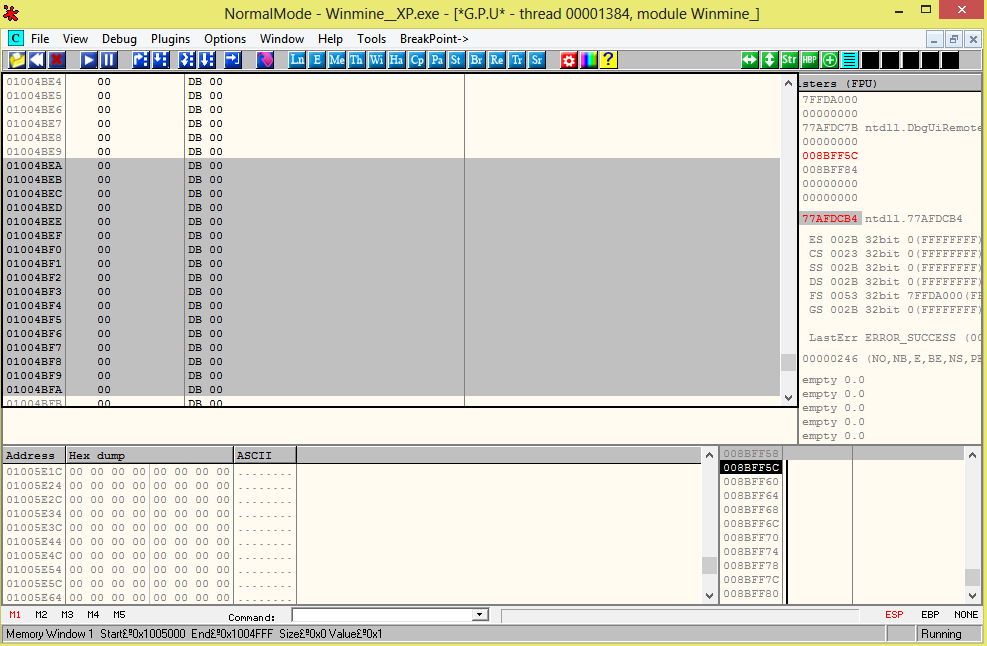 NormalMode - Winmine__XP.exe - [*G.P.U* - thread 00001384, module Winmine_]
C File View Debug Plugins Options Window Help Tools BreakPoint->
Ln E Me Th Wi Ha Cp Pa St Br Re Tr Sr ? Str HBP
01004BE4 00 DB 00
01004BE5 00 DB 00
01004BE6 00 DB 00
01004BE7 00 DB 00
01004BE8 00 DB 00
01004BE9 00 DB 00
01004BEA 00 DB 00
01004BEB 00 DB 00
01004BEC 00 DB 00
01004BED 00 DB 00
01004BEE 00 DB 00
01004BEF 00 DB 00
01004BF0 00 DB 00
01004BF1 00 DB 00
01004BF2 00 DB 00
01004BF3 00 DB 00
01004BF4 00 DB 00
01004BF5 00 DB 00
01004BF6 00 DB 00
01004BF7 00 DB 00
01004BF8 00 DB 00
01004BF9 00 DB 00
01004BFA 00 DB 00
01004BFB 00 DB 00
sters (FPU)
7FFDA000
00000000
77AFDC7B ntdll.DbgUiRemote
00000000
008BFF5C
008BFF84
00000000
00000000
77AFDCB4 ntdll.77AFDCB4
ES 002B 32bit 0(FFFFFFFF)
CS 0023 32bit 0(FFFFFFFF)
SS 002B 32bit 0(FFFFFFFF)
DS 002B 32bit 0(FFFFFFFF)
FS 0053 32bit 7FFDA000(FF
GS 002B 32bit 0(FFFFFFFF)
LastErr ERROR_SUCCESS (00
00000246 (NO,NB,E,BE,NS,PE
empty 0.0
empty 0.0
empty 0.0
empty 0.0
empty 0.0
Address Hex dump ASCII
01005E1C 00 00 00 00 00 00 00 00 ........
01005E24 00 00 00 00 00 00 00 00 ........
01005E2C 00 00 00 00 00 00 00 00 ........
01005E34 00 00 00 00 00 00 00 00 ........
01005E3C 00 00 00 00 00 00 00 00 ........
01005E44 00 00 00 00 00 00 00 00 ........
01005E4C 00 00 00 00 00 00 00 00 ........
01005E54 00 00 00 00 00 00 00 00 ........
01005E5C 00 00 00 00 00 00 00 00 ........
01005E64 00 00 00 00 00 00 00 00 ........
008BFF58
008BFF5C
008BFF60
008BFF64
008BFF68
008BFF6C
008BFF70
008BFF74
008BFF78
008BFF7C
008BFF80
M1 M2 M3 M4 M5 Command: ESP EBP NONE
Memory Window 1 Start£º0x1005000 End£º0x1004FFF Size£º0x0 Value£º0x1 Running